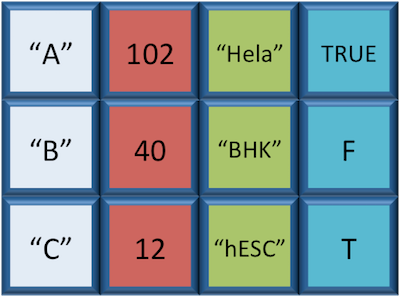 “A” 102 “Hela” TRUE
“B” 40 “BHK” F
“C” 12 “hESC” T